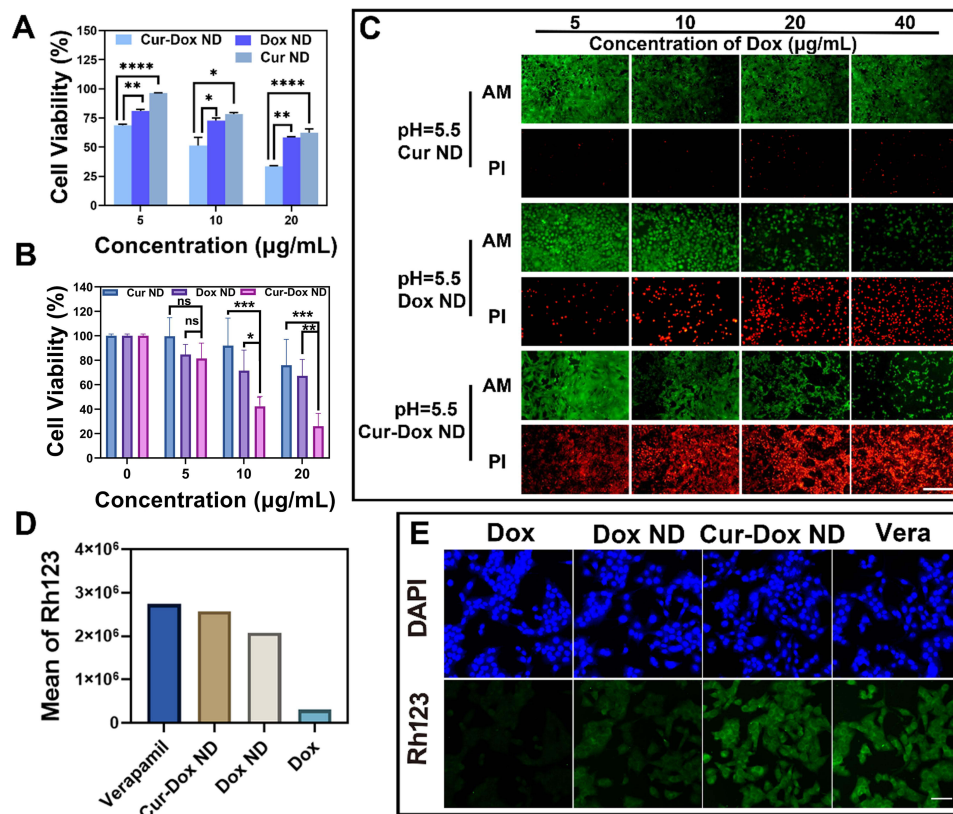 A
Cell Viability (%)
150
100
75
50
25
0
Cur-Dox ND
Dox ND
Cur ND
****
**
*
*
****
**
5
10
20
Concentration (µg/mL)
B
Cell Viability (%)
140
120
100
80
60
40
20
0
Cur ND
Dox ND
Cur-Dox ND
ns
ns
***
*
***
**
0
5
10
20
Concentration (µg/mL)
C
5
10
20
40
Concentration of Dox (µg/mL)
pH=5.5
Cur ND
AM
PI
pH=5.5
Dox ND
AM
PI
pH=5.5
Cur-Dox ND
AM
PI
D
Mean of Rh123
4×10⁶
3×10⁶
2×10⁶
1×10⁶
0
Verapamil
Cur-Dox ND
Dox ND
Dox
E
Dox
Dox ND
Cur-Dox ND
Vera
DAPI
Rh123